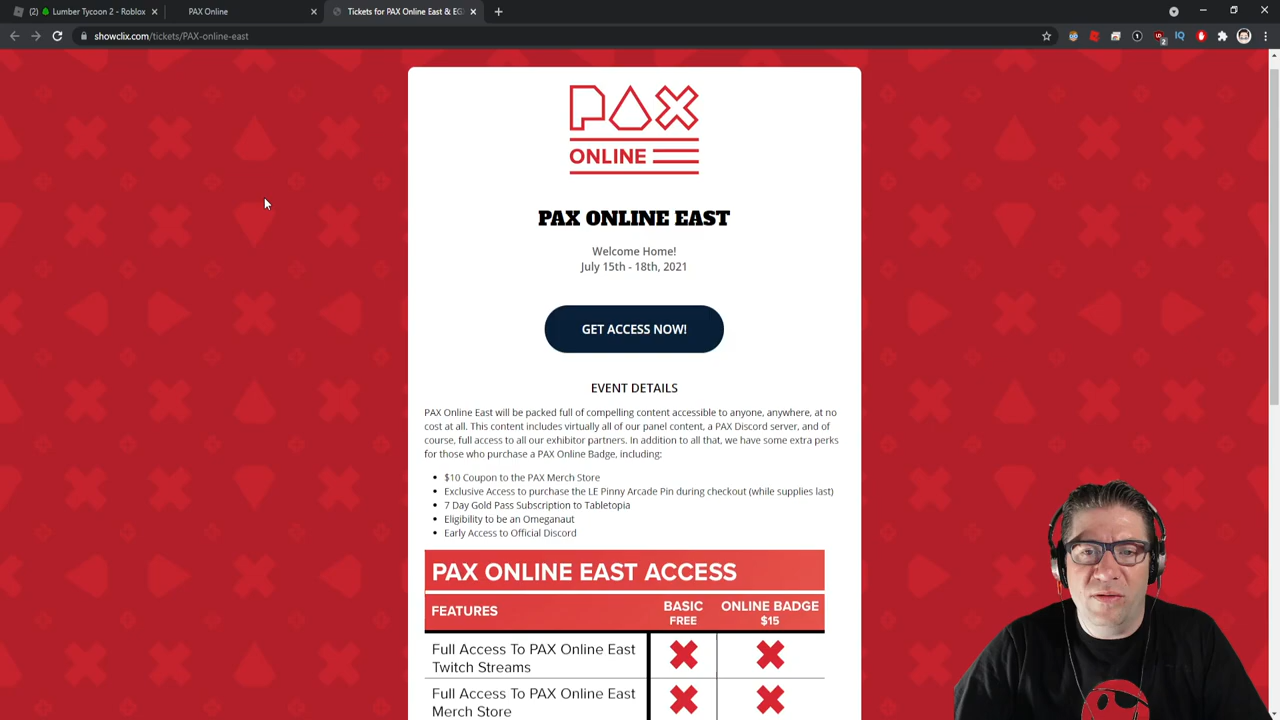 (2) Lumber Tycoon 2 - Roblox
PAX Online
Tickets for PAX Online East & EG
showclix.com/tickets/PAX-online-east
PAX
ONLINE
PAX ONLINE EAST
Welcome Home!
July 15th - 18th, 2021
GET ACCESS NOW!
EVENT DETAILS
PAX Online East will be packed full of compelling content accessible to anyone, anywhere, at no
cost at all. This content includes virtually all of our panel content, a PAX Discord server, and of
course, full access to all our exhibitor partners. In addition to all that, we have some extra perks
for those who purchase a PAX Online Badge, including:
• $10 Coupon to the PAX Merch Store
• Exclusive Access to purchase the LE Pinny Arcade Pin during checkout (while supplies last)
• 7 Day Gold Pass Subscription to Tabletopia
• Eligibility to be an Omeganaut
• Early Access to Official Discord
PAX ONLINE EAST ACCESS
FEATURES
BASIC
FREE
ONLINE BADGE
$15
Full Access To PAX Online East
Twitch Streams
Full Access To PAX Online East
Merch Store